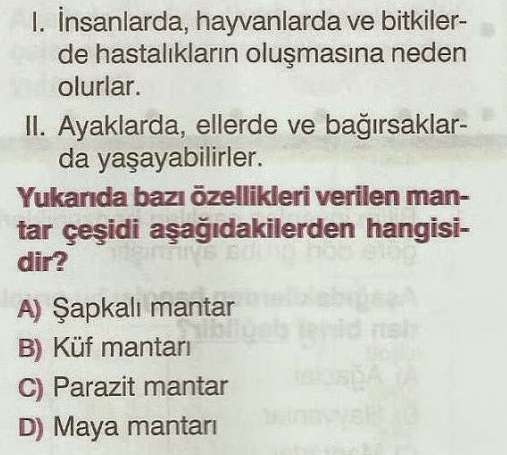 I. İnsanlarda, hayvanlarda ve bitkiler-
de hastalıkların oluşmasına neden
olurlar.
II. Ayaklarda, ellerde ve bağırsaklar-
da yaşayabilirler.
Yukarıda bazı özellikleri verilen man-
tar çeşidi aşağıdakilerden hangisi-
dir?
A) Şapkalı mantar
B) Küf mantarı
C) Parazit mantar
D) Maya mantarı